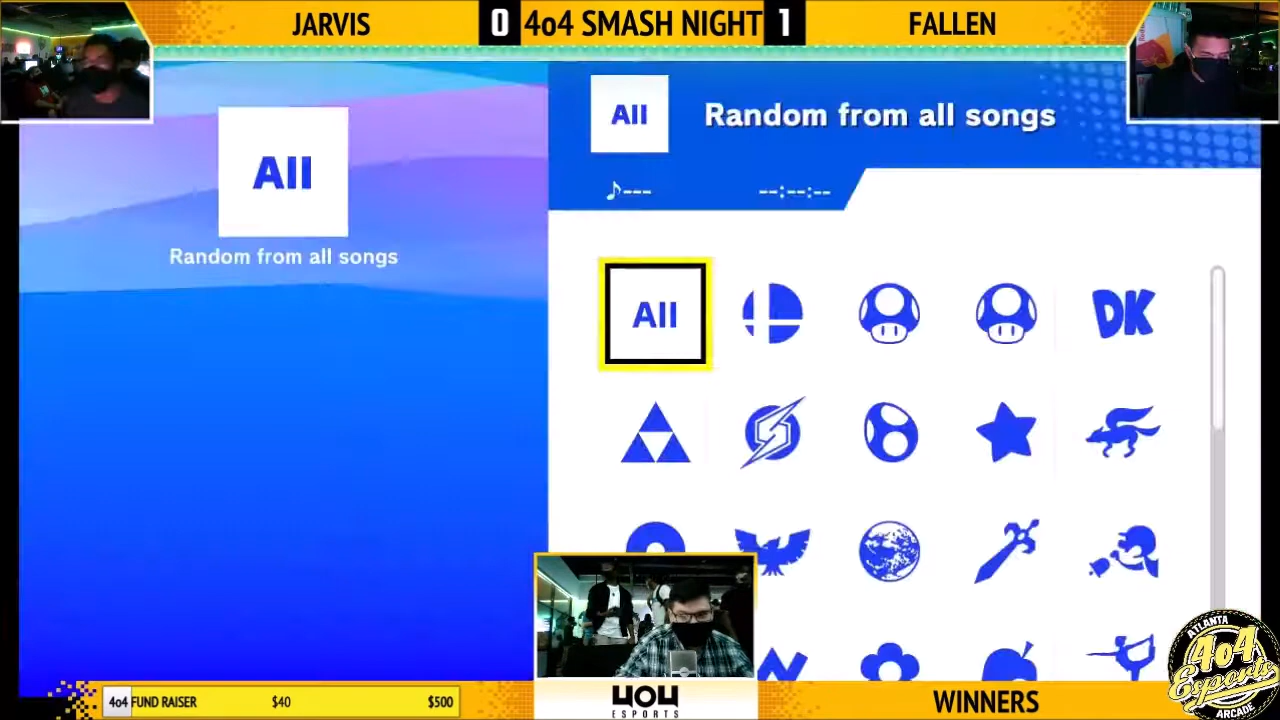 JARVIS
0
4o4 SMASH NIGHT
1
FALLEN
All
Random from all songs
All
Random from all songs
♪---
--:--:--
All
DK
4o4 FUND RAISER
$40
$500
404
ESPORTS
WINNERS
ATLANTA
4o4
Esports
ARCADE